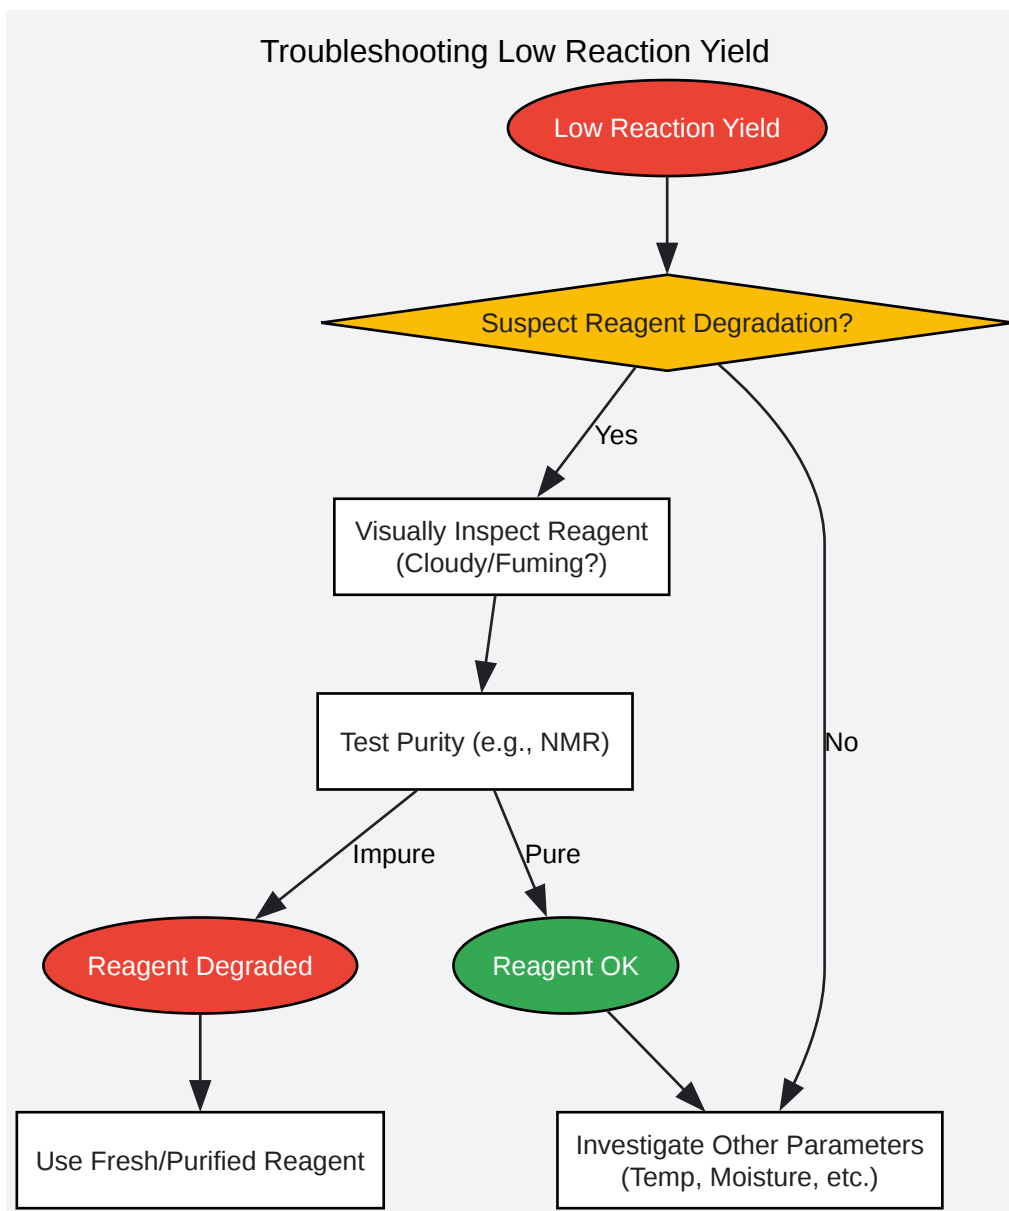 Troubleshooting Low Reaction Yield
Low Reaction Yield
Suspect Reagent Degradation?
Yes
Visually Inspect Reagent
(Cloudy/Fuming?)
Test Purity (e.g., NMR)
No
Impure
Pure
Reagent Degraded
Reagent OK
Use Fresh/Purified Reagent
Investigate Other Parameters
(Temp, Moisture, etc.)